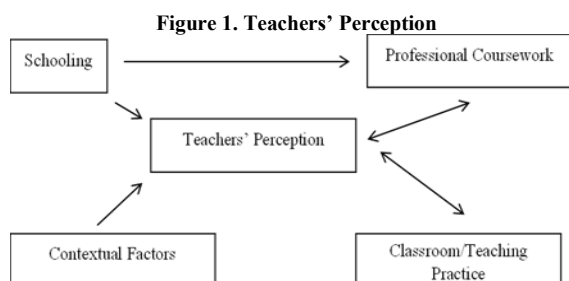 Figure 1. Teachers’ Perception
Schooling
Professional Coursework
Teachers’ Perception
Contextual Factors
Classroom/Teaching
Practice